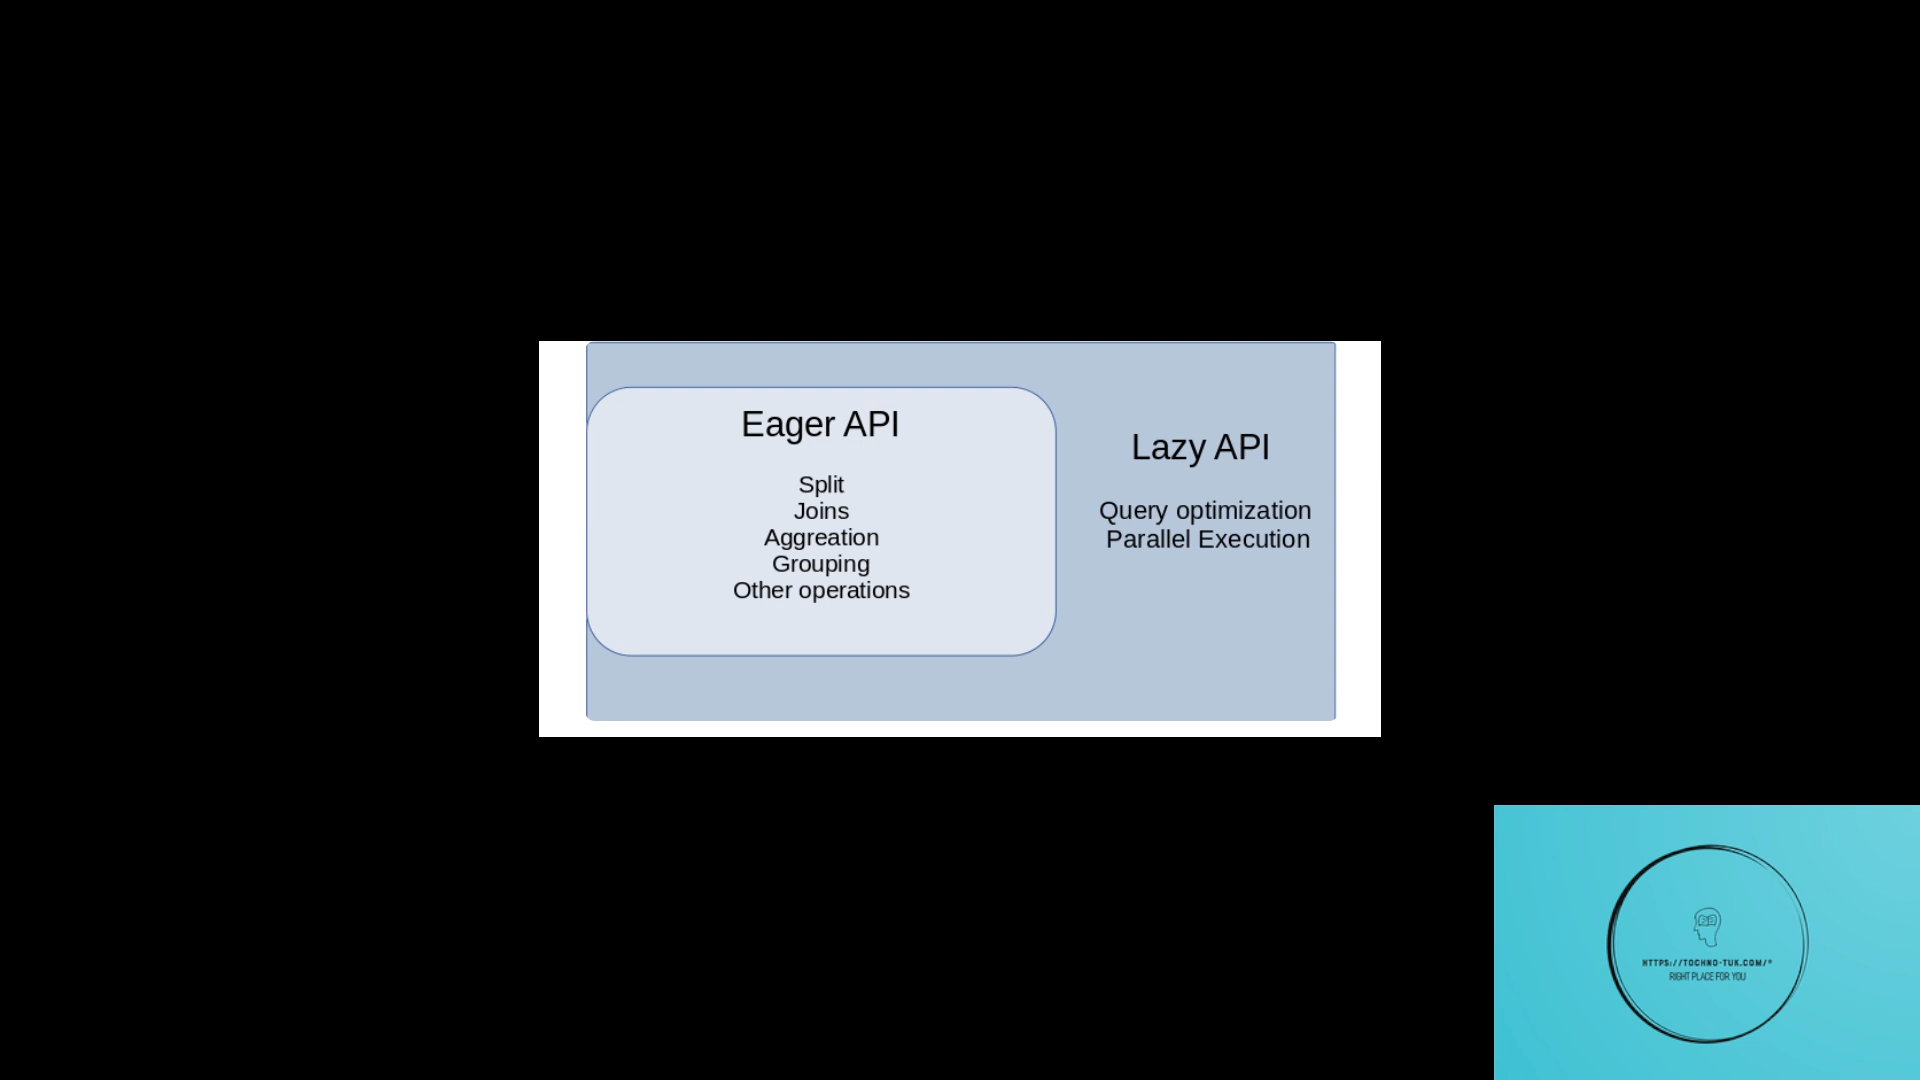 Eager API
Split
Joins
Aggreation
Grouping
Other operations
Lazy API
Query optimization
Parallel Execution
HTTPS://TOCHNO-TUK.COM/*
RIGHT PLACE FOR YOU